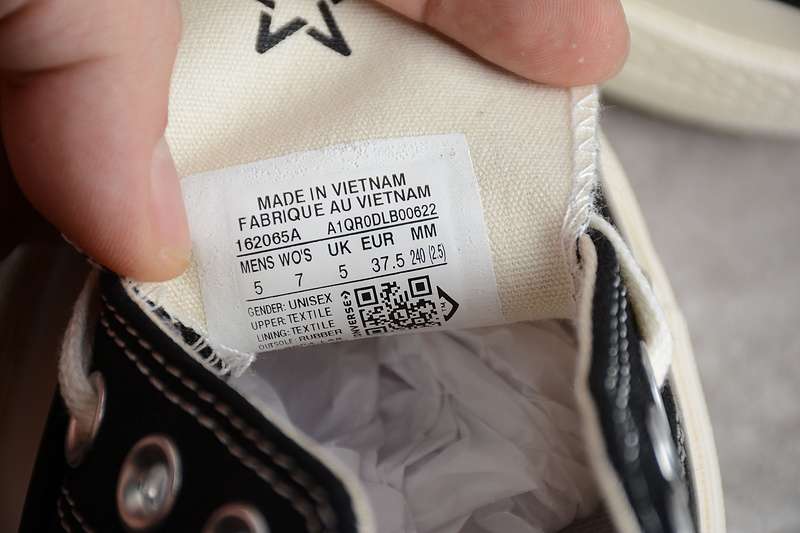 MADE IN VIETNAM
FABRIQUE AU VIETNAM
162065A A1QR0DLB00622
MENS WO'S UK EUR MM
5 7 5 37.5 240 (2.5)
GENDER: UNISEX
UPPER: TEXTILE
LINING: TEXTILE
OUTSOLE: RUBBER